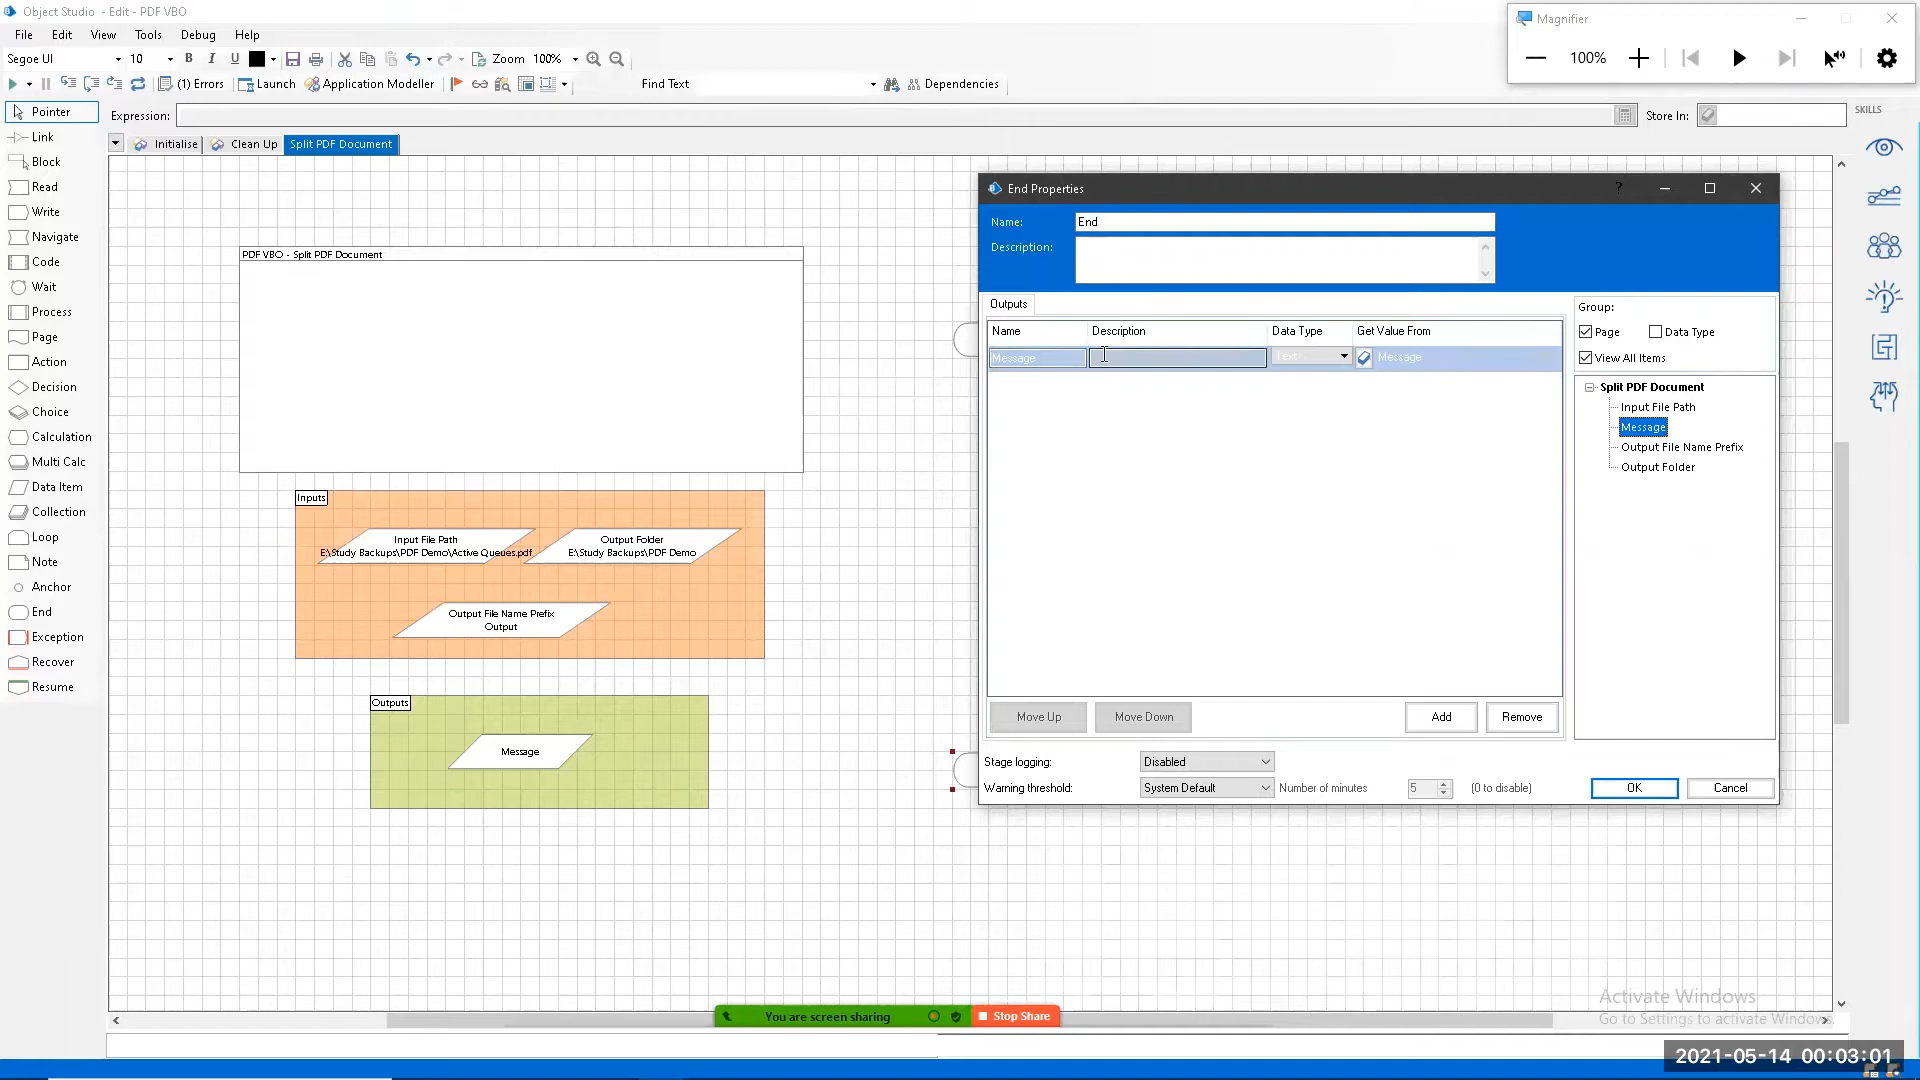 Object Studio - Edit - PDF VBO
Magnifier
File Edit View Tools Debug Help
Segoe UI 10 B I U Zoom 100%
100%
(1) Errors Launch Application Modeller Find Text Dependencies
Pointer
Expression: Store In: SKILLS
Link
Initialise Clean Up Split PDF Document
Block
Read
Write
Navigate
Code
Wait
Process
Page
Action
Decision
Choice
Calculation
Multi Calc
Data Item
Collection
Loop
Note
Anchor
End
Exception
Recover
Resume
PDF VBO - Split PDF Document
Inputs
Input File Path
E:\Study Backups\PDF Demo\Active Queues.pdf
Output Folder
E:\Study Backups\PDF Demo
Output File Name Prefix
Output
Outputs
Message
End Properties
?
Name: End
Description:
Outputs
Name Description Data Type Get Value From
Message Text Message
Move Up Move Down Add Remove
Group:
Page Data Type
View All Items
Split PDF Document
Input File Path
Message
Output File Name Prefix
Output Folder
Stage logging: Disabled
Warning threshold: System Default Number of minutes 5 (0 to disable) OK Cancel
Activate Windows
Go to Settings to activate Windows.
You are screen sharing Stop Share
2021-05-14 00:03:01